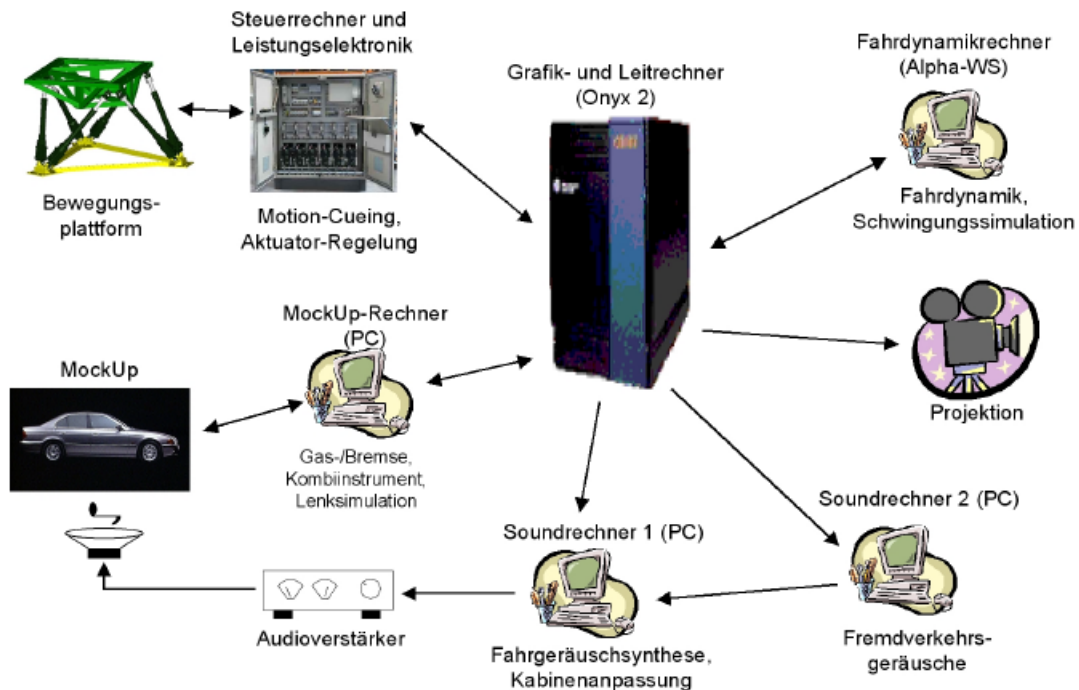 Steuerrechner und
Leistungselektronik
Fahrdynamikrechner
(Alpha-WS)
Grafik- und Leitrechner
(Onyx 2)
Bewegungs-
plattform
Motion-Cueing,
Aktuator-Regelung
Fahrdynamik,
Schwingungssimulation
MockUp-Rechner
(PC)
MockUp
Projektion
Gas-/Bremse,
Kombiinstrument,
Lenksimulation
Soundrechner 1 (PC)
Soundrechner 2 (PC)
Audioverstärker
Fahrgeräuschsynthese,
Kabinenanpassung
Fremdverkehrs-
geräusche